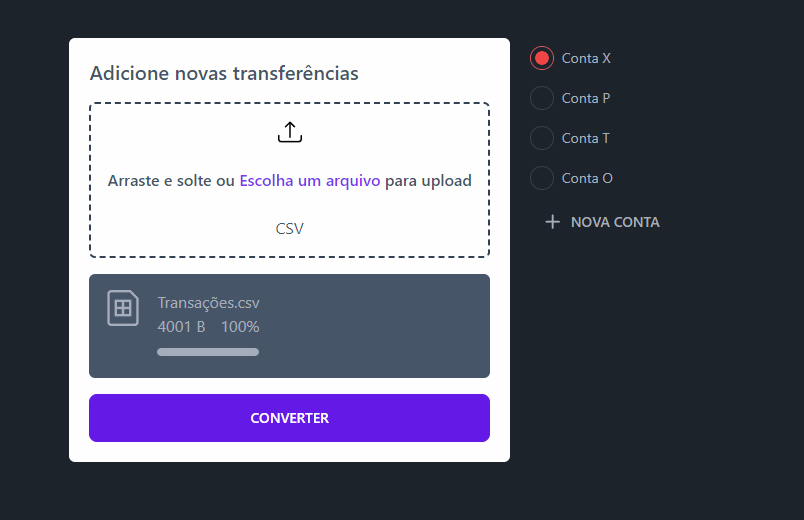 Adicione novas transferências
Arraste e solte ou Escolha um arquivo para upload
CSV
Transações.csv
4001 B 100%
CONVERTER
Conta X
Conta P
Conta T
Conta O
NOVA CONTA